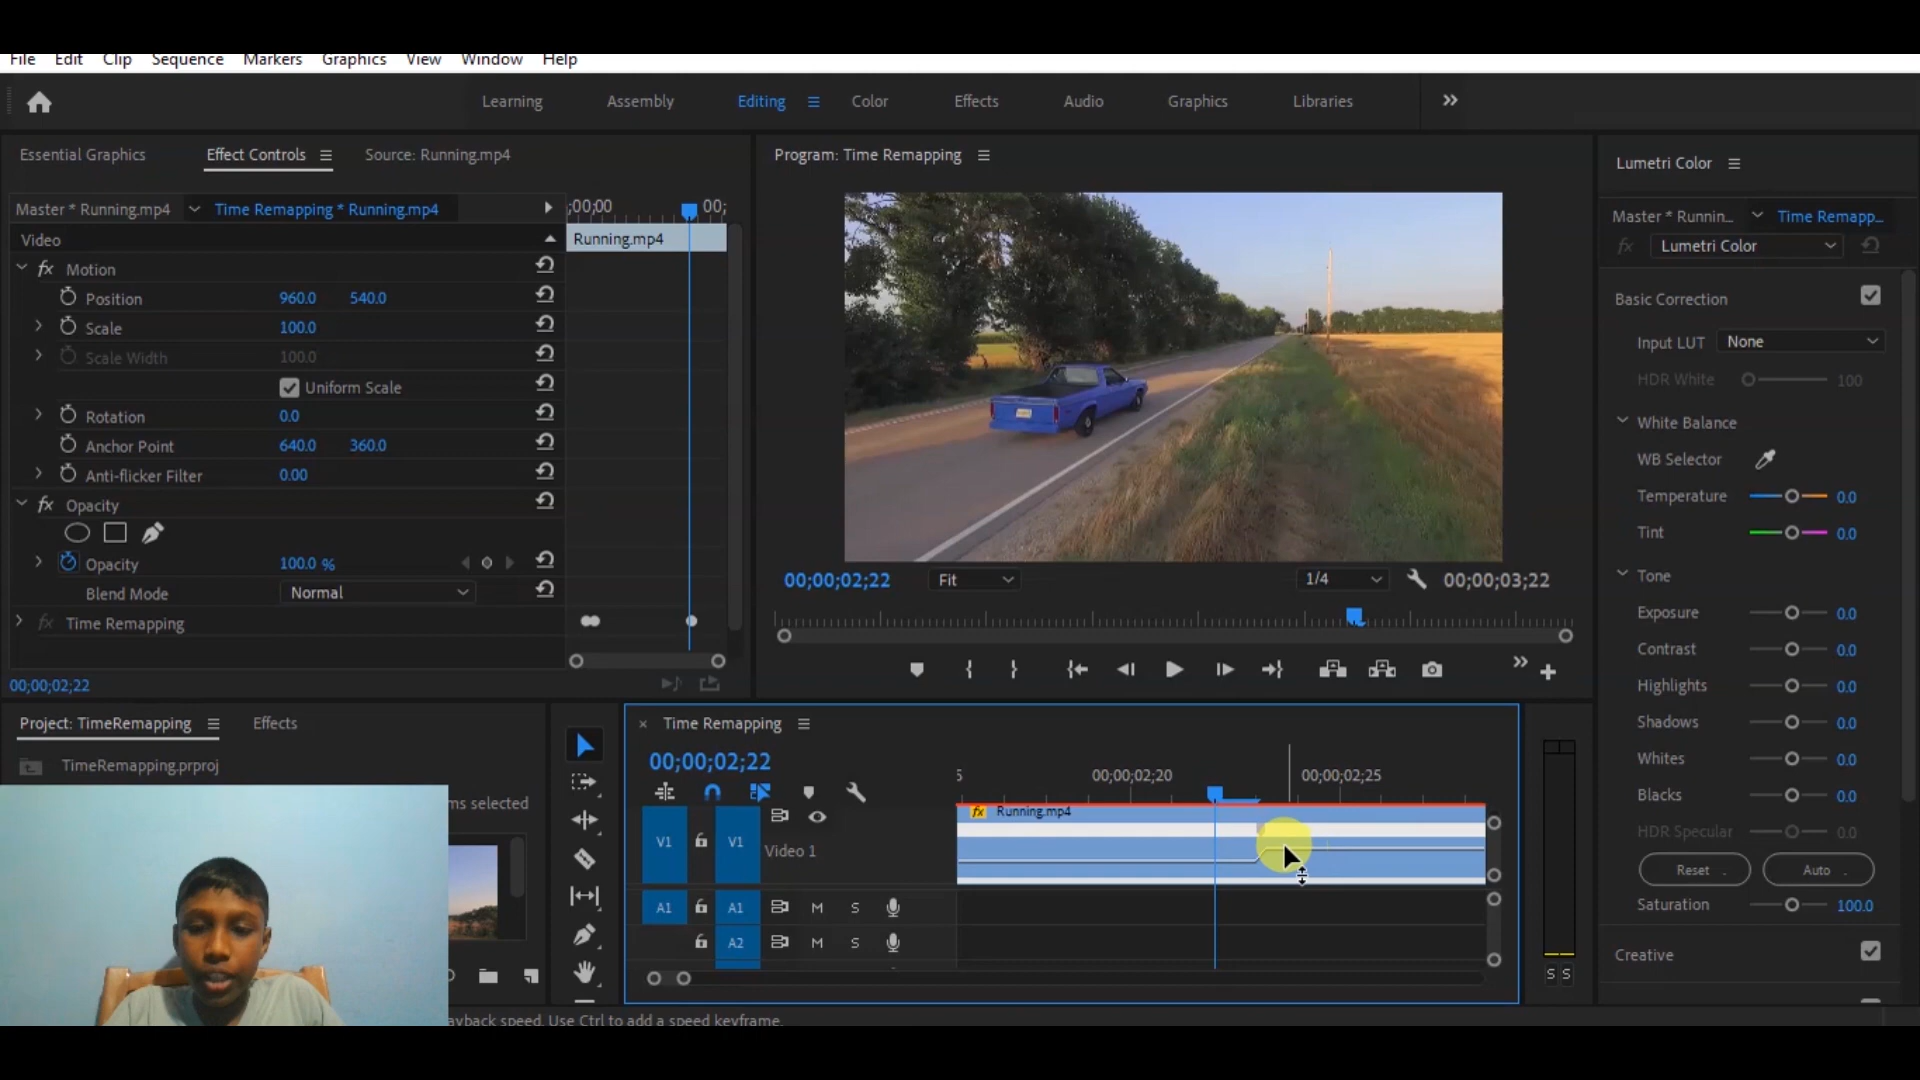 File Edit Clip Sequence Markers Graphics View Window Help
Learning Assembly Editing Color Effects Audio Graphics Libraries
Essential Graphics Effect Controls Source: Running.mp4
Master * Running.mp4 Time Remapping * Running.mp4
;00;00 00;
Video
Running.mp4
Motion
Position 960.0 540.0
Scale 100.0
Scale Width 100.0
Uniform Scale
Rotation 0.0
Anchor Point 640.0 360.0
Anti-flicker Filter 0.00
Opacity
Opacity 100.0 %
Blend Mode Normal
Time Remapping
00;00;02;22
Program: Time Remapping
00;00;02;22 Fit 1/4 00;00;03;22
Lumetri Color
Master * Runnin... Time Remapp...
fx Lumetri Color
Basic Correction
Input LUT None
HDR White 100
White Balance
WB Selector
Temperature 0.0
Tint 0.0
Tone
Exposure 0.0
Contrast 0.0
Highlights 0.0
Shadows 0.0
Whites 0.0
Blacks 0.0
HDR Specular 0.0
Reset Auto
Saturation 100.0
Creative
Project: TimeRemapping Effects
TimeRemapping.prproj
ms selected
Time Remapping
00;00;02;22
5 00;00;02;20 00;00;02;25
fx Running.mp4
V1 V1 Video 1
A1 A1 M S
A2 M S
S S
ayback speed. Use Ctrl to add a speed keyframe.